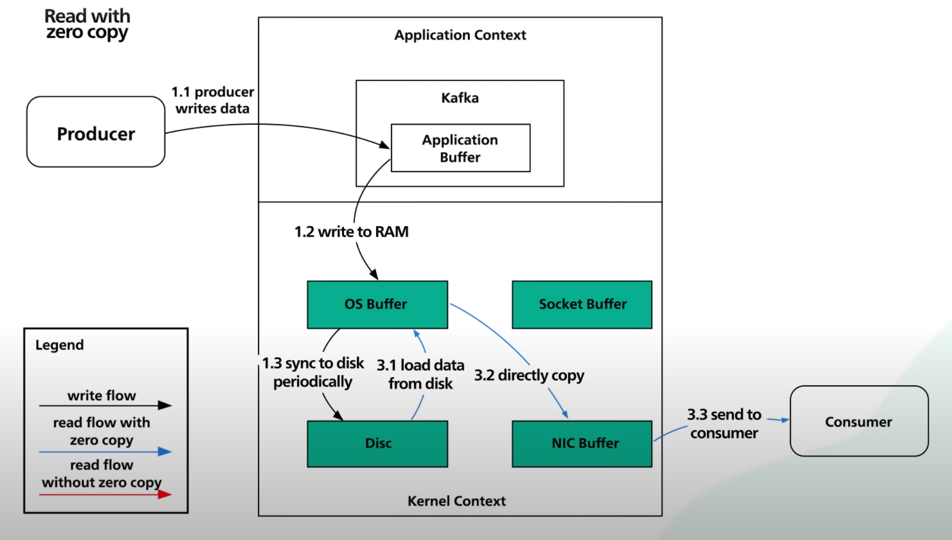 Read with
zero copy
Application Context
1.1 producer
writes data
Kafka
Producer
Application
Buffer
1.2 write to RAM
OS Buffer
Socket Buffer
Legend
write flow
read flow with
zero copy
read flow
without zero copy
1.3 sync to disk
periodically
3.1 load data
from disk
3.2 directly copy
Disc
NIC Buffer
3.3 send to
consumer
Consumer
Kernel Context